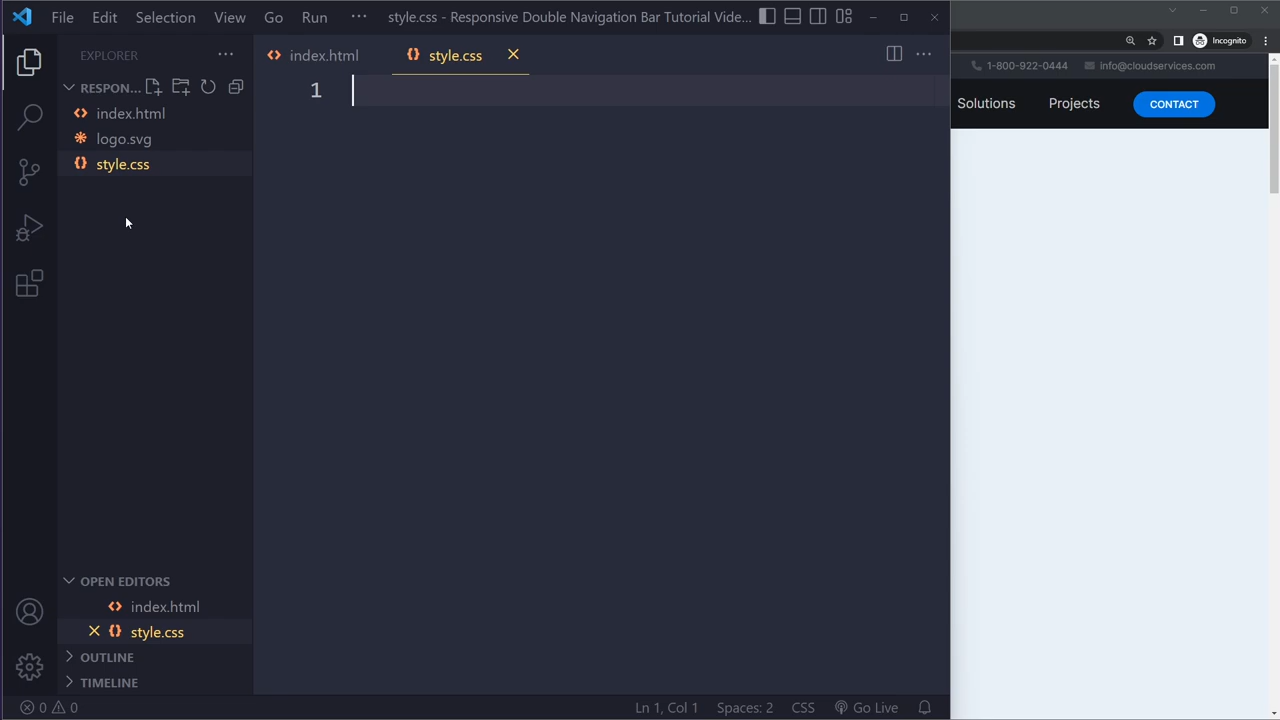 File Edit Selection View Go Run ··· style.css - Responsive Double Navigation Bar Tutorial Vide...
Incognito
EXPLORER
index.html
style.css
1-800-922-0444 info@cloudservices.com
RESPON...
1
Solutions Projects CONTACT
index.html
logo.svg
style.css
OPEN EDITORS
index.html
style.css
OUTLINE
TIMELINE
0 0
Ln 1, Col 1 Spaces: 2 CSS Go Live